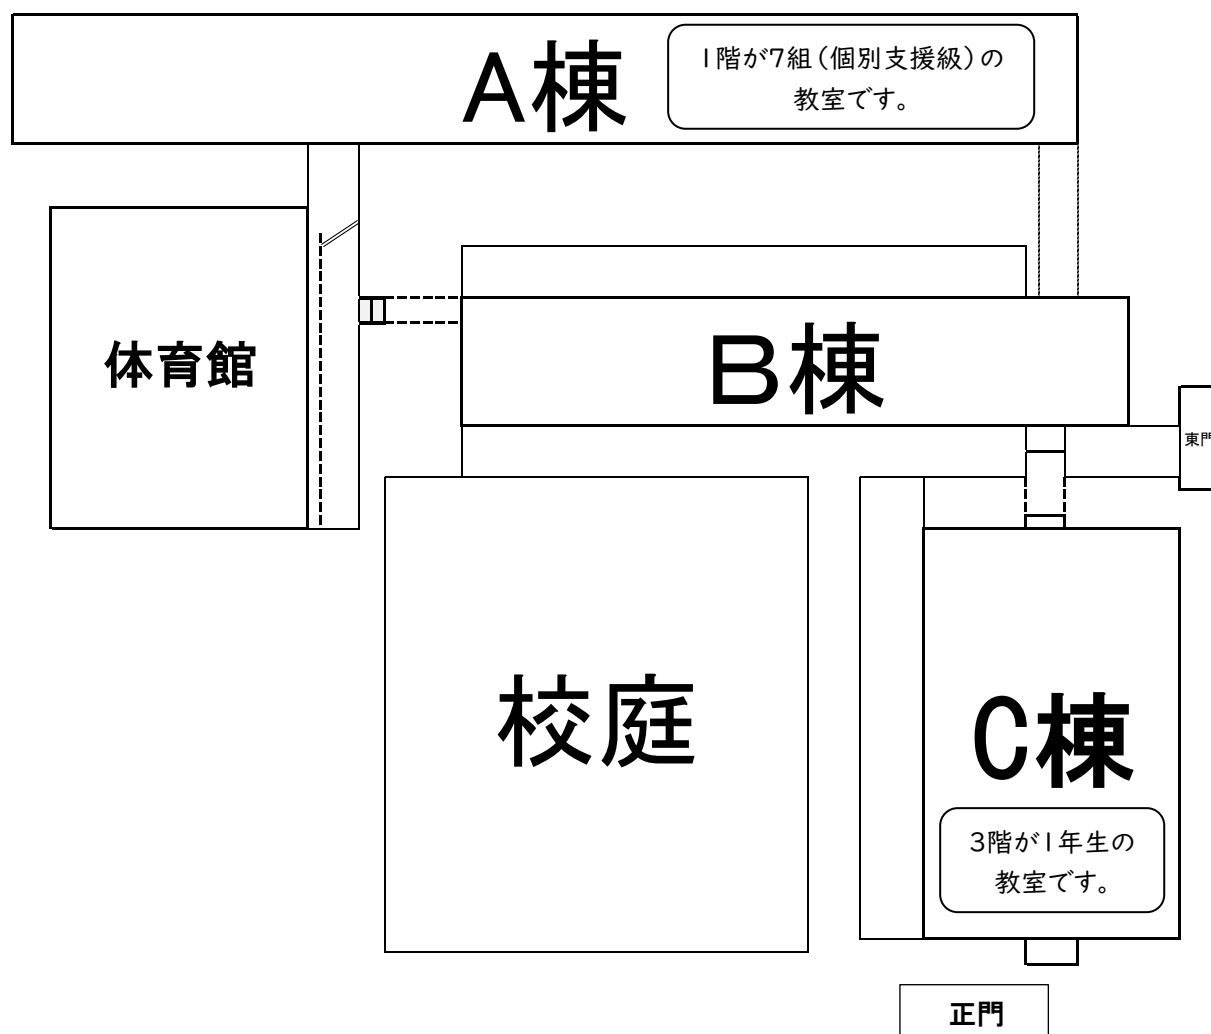 A棟
1階が7組(個別支援級)の
教室です。
体育館
B棟
東門
校庭
C棟
3階が1年生の
教室です。
正門